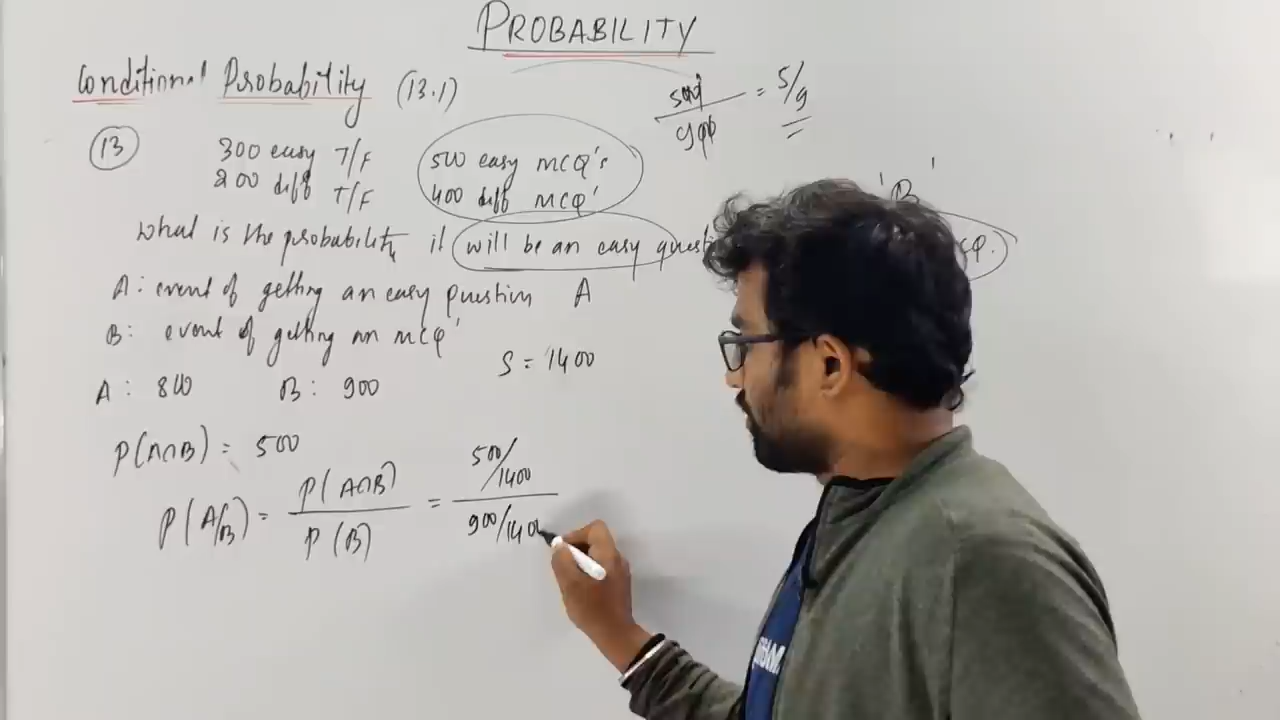 PROBABILITY
Conditional Probability (13.1)
500/900 = 5/9
13
300 easy T/F 500 easy MCQ's
200 diff T/F 400 diff MCQ'
'B'
What is the probability it will be an easy
A: event of getting an easy question A
B: event of getting an MCQ'
S = 1400
A: 800 B: 900
P(A∩B) = 500
P(A/B) = P(A∩B)/P(B) = 500/1400 / 900/1400